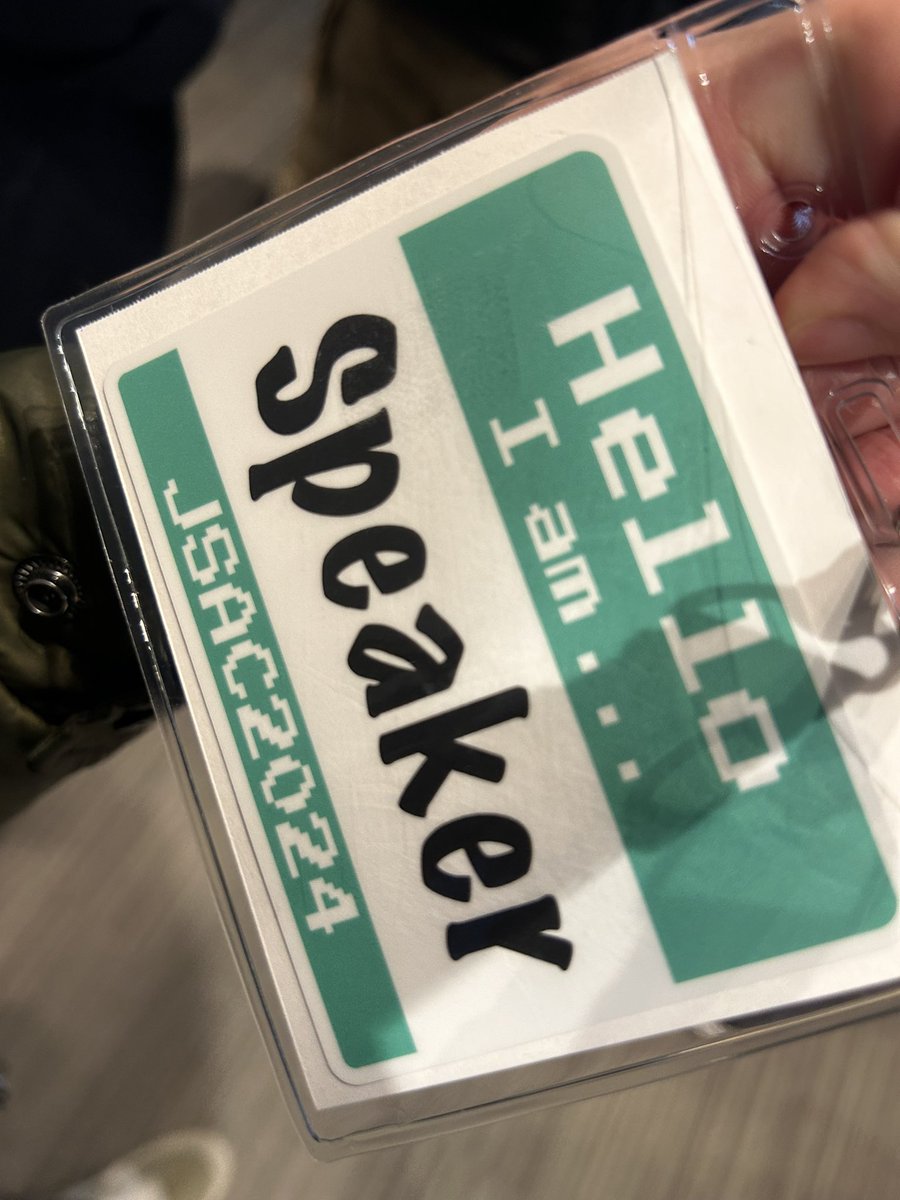 Hello
I am...
Speaker
JSAC2024